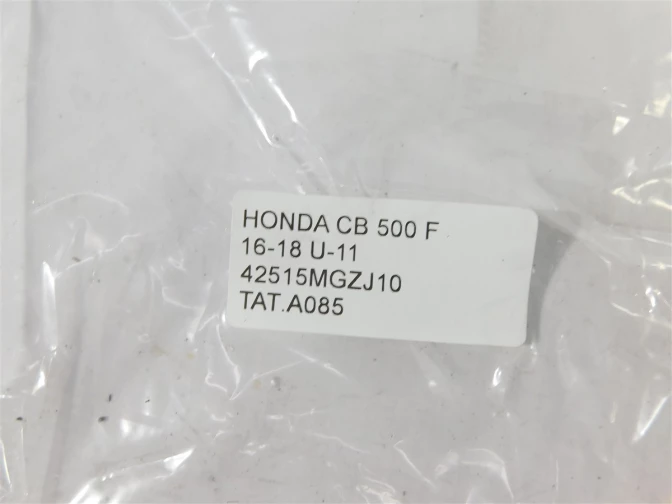 HONDA CB 500 F
16-18 U-11
42515MGZJ10
TAT.A085